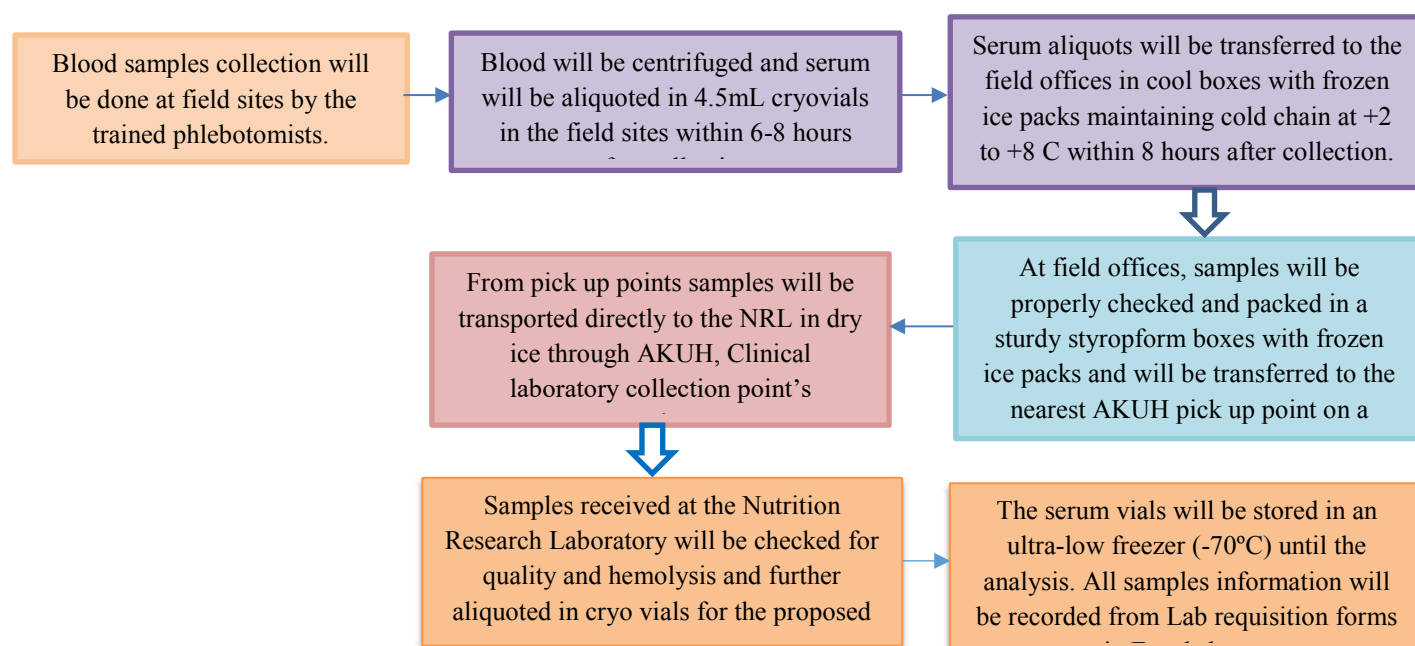 Blood samples collection will
be done at field sites by the
trained phlebotomists.
Blood will be centrifuged and serum
will be aliquoted in 4.5mL cryovials
in the field sites within 6-8 hours
Serum aliquots will be transferred to the
field offices in cool boxes with frozen
ice packs maintaining cold chain at +2
to +8 C within 8 hours after collection.
At field offices, samples will be
properly checked and packed in a
sturdy styropform boxes with frozen
ice packs and will be transferred to the
nearest AKUH pick up point on a
From pick up points samples will be
transported directly to the NRL in dry
ice through AKUH, Clinical
laboratory collection point’s
Samples received at the Nutrition
Research Laboratory will be checked for
quality and hemolysis and further
aliquoted in cryo vials for the proposed
The serum vials will be stored in an
ultra-low freezer (-70ºC) until the
analysis. All samples information will
be recorded from Lab requisition forms